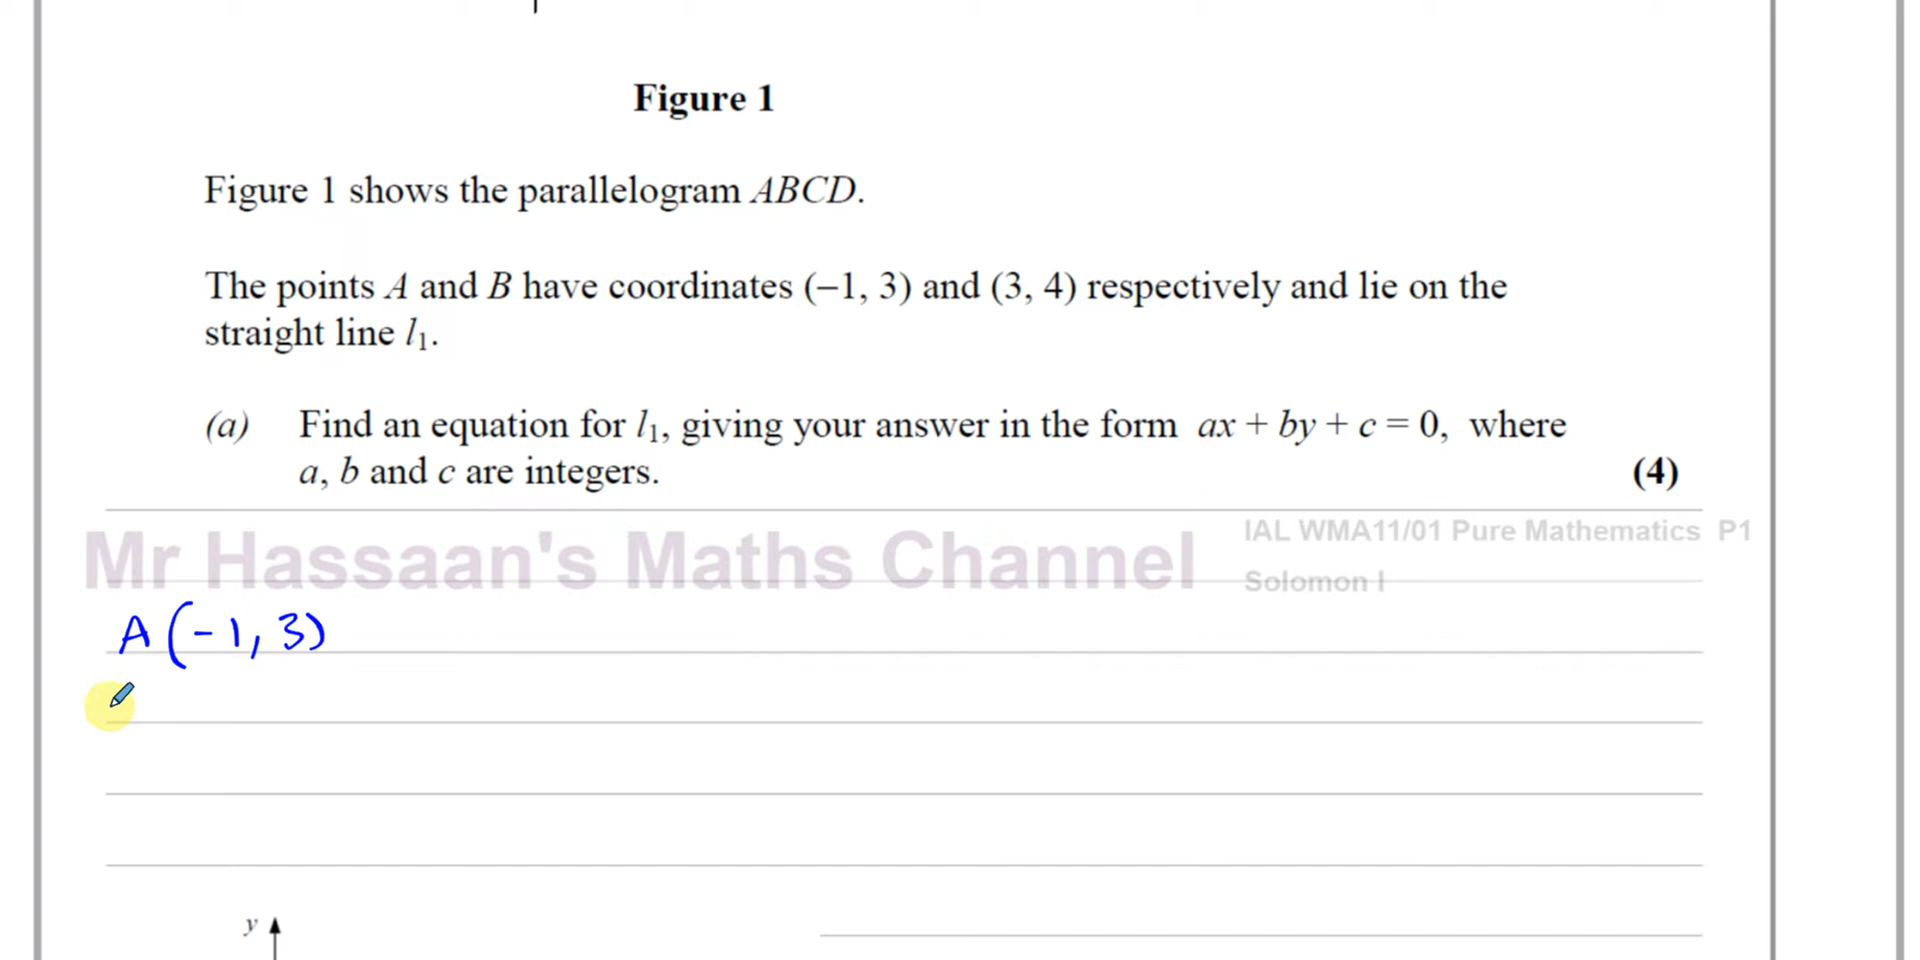 Figure 1
Figure 1 shows the parallelogram ABCD.
The points A and B have coordinates (−1, 3) and (3, 4) respectively and lie on the
straight line l₁.
(a) Find an equation for l₁, giving your answer in the form ax + by + c = 0, where
a, b and c are integers. (4)
Mr Hassaan's Maths Channel
IAL WMA11/01 Pure Mathematics P1
Solomon I
A (-1, 3)
y